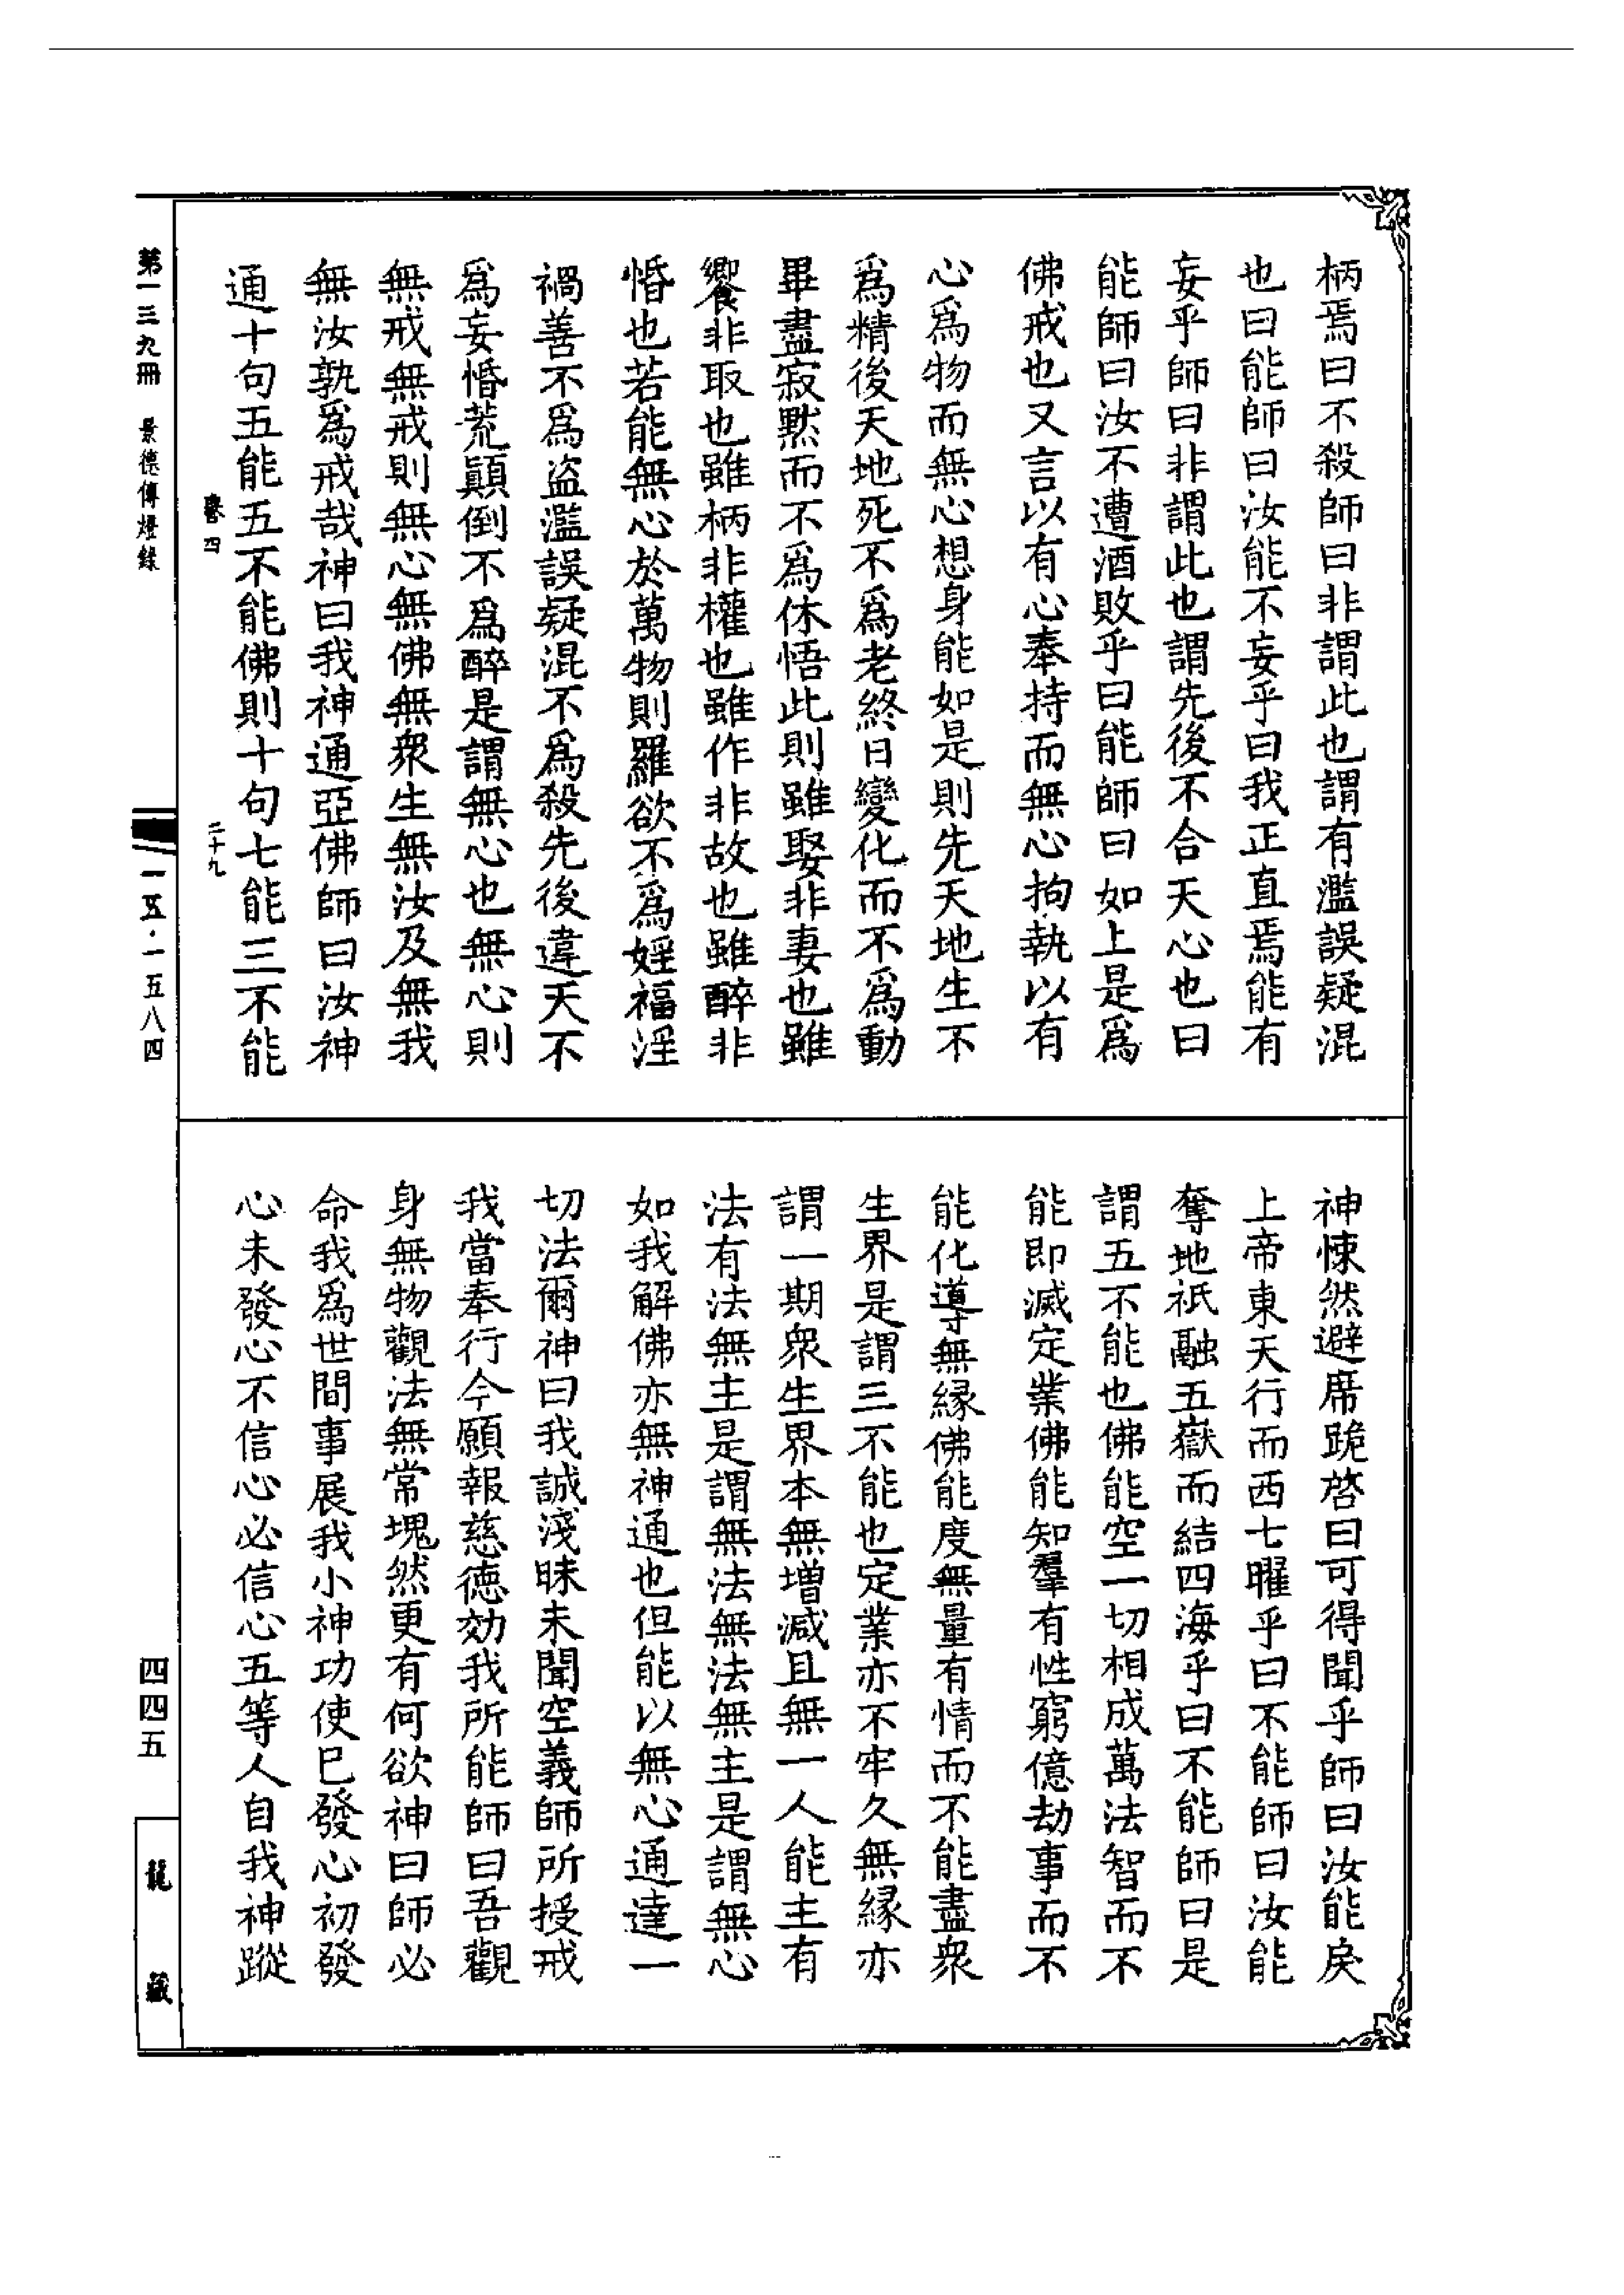 柄焉曰不殺師曰非謂此也謂有濫誤疑混
也曰能師曰汝能不妄乎曰我正直焉能有
妄乎師曰非謂此也謂先後不合天心也曰
能師曰汝不遭酒敗乎曰能師曰如上是爲
佛戒也又言以有心奉持而無心拘執以有
心爲物而無心想身能如是則先天地生不
爲精後天地死不爲老終日變化而不爲動
畢盡寂默而不爲休悟此則雖娶非妻也雖
饗非取也雖柄非權也雖作非故也雖醉非
惛也若能無心於萬物則羅欲不爲婬福淫
禍善不爲盜濫誤疑混不爲殺先後違天不
爲妄惛荒顚倒不爲醉是謂無心也無心則
無戒無戒則無心無佛無衆生無汝及無我
無汝孰爲戒哉神曰我神通亞佛師曰汝神
通十句五能五不能佛則十句七能三不能
神悚然避席跪啓曰可得聞乎師曰汝能戾
上帝東天行而西七曜乎曰不能師曰汝能
奪地祇融五嶽而結四海乎曰不能師曰是
謂五不能也佛能空一切相成萬法智而不
能即滅定業佛能知羣有性窮億劫事而不
能化導無緣佛能度無量有情而不能盡衆
生界是謂三不能也定業亦不牢久無緣亦
謂一期衆生界本無增減且無一人能主有
法有法無主是謂無法無法無主是謂無心
如我解佛亦無神通也但能以無心通達一
切法爾神曰我誠淺昧未聞空義師所授戒
我當奉行今願報慈德効我所能師曰吾觀
身無物觀法無常塊然更有何欲神曰師必
命我爲世間事展我小神功使巳發心初發
心未發心不信心必信心五等人自我神蹤
第一三九冊 景德傳燈錄
卷四
二十九
一五·一五八四
四四五
龍藏